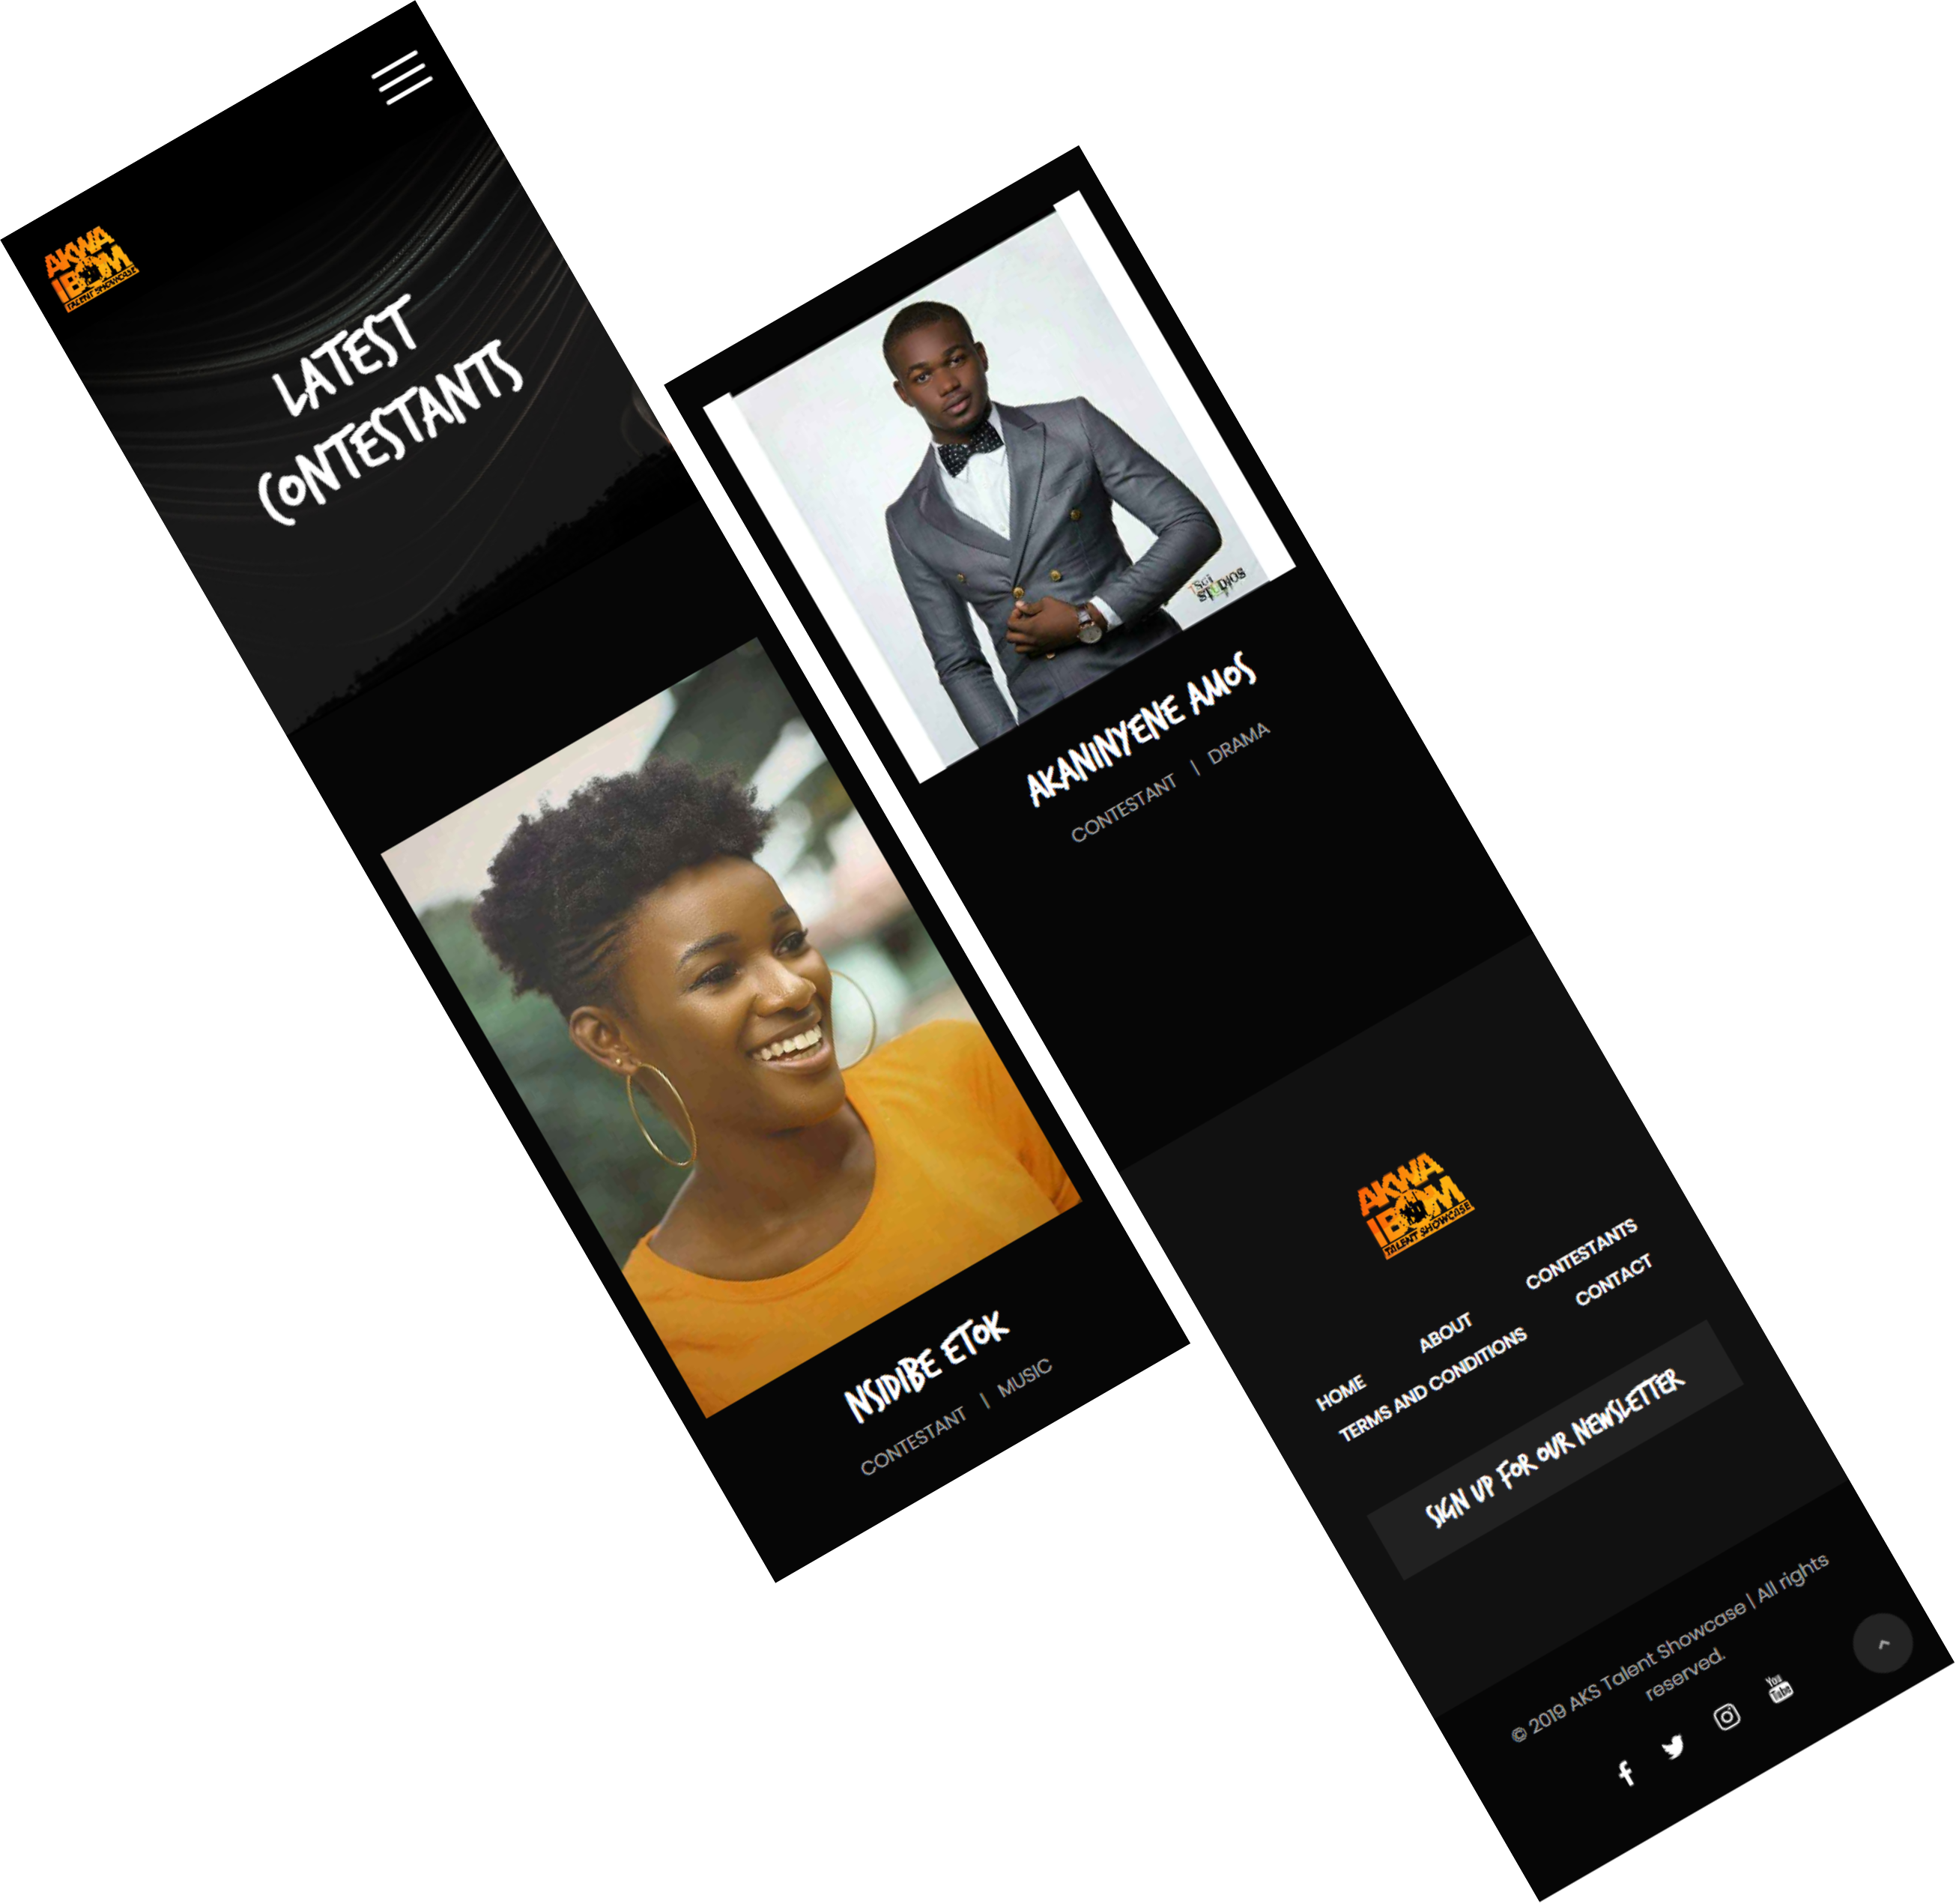 AKWA
IBOM
TALENT SHOWCASE
LATEST
CONTESTANTS
NSIDIBE ETOK
CONTESTANT | MUSIC
STUDIOS
AKANINYENE AMOS
CONTESTANT | DRAMA
AKWA
IBOM
TALENT SHOWCASE
HOME ABOUT CONTESTANTS
TERMS AND CONDITIONS CONTACT
SIGN UP FOR OUR NEWSLETTER
© 2019 AKS Talent Showcase | All rights
reserved.
You
Tube